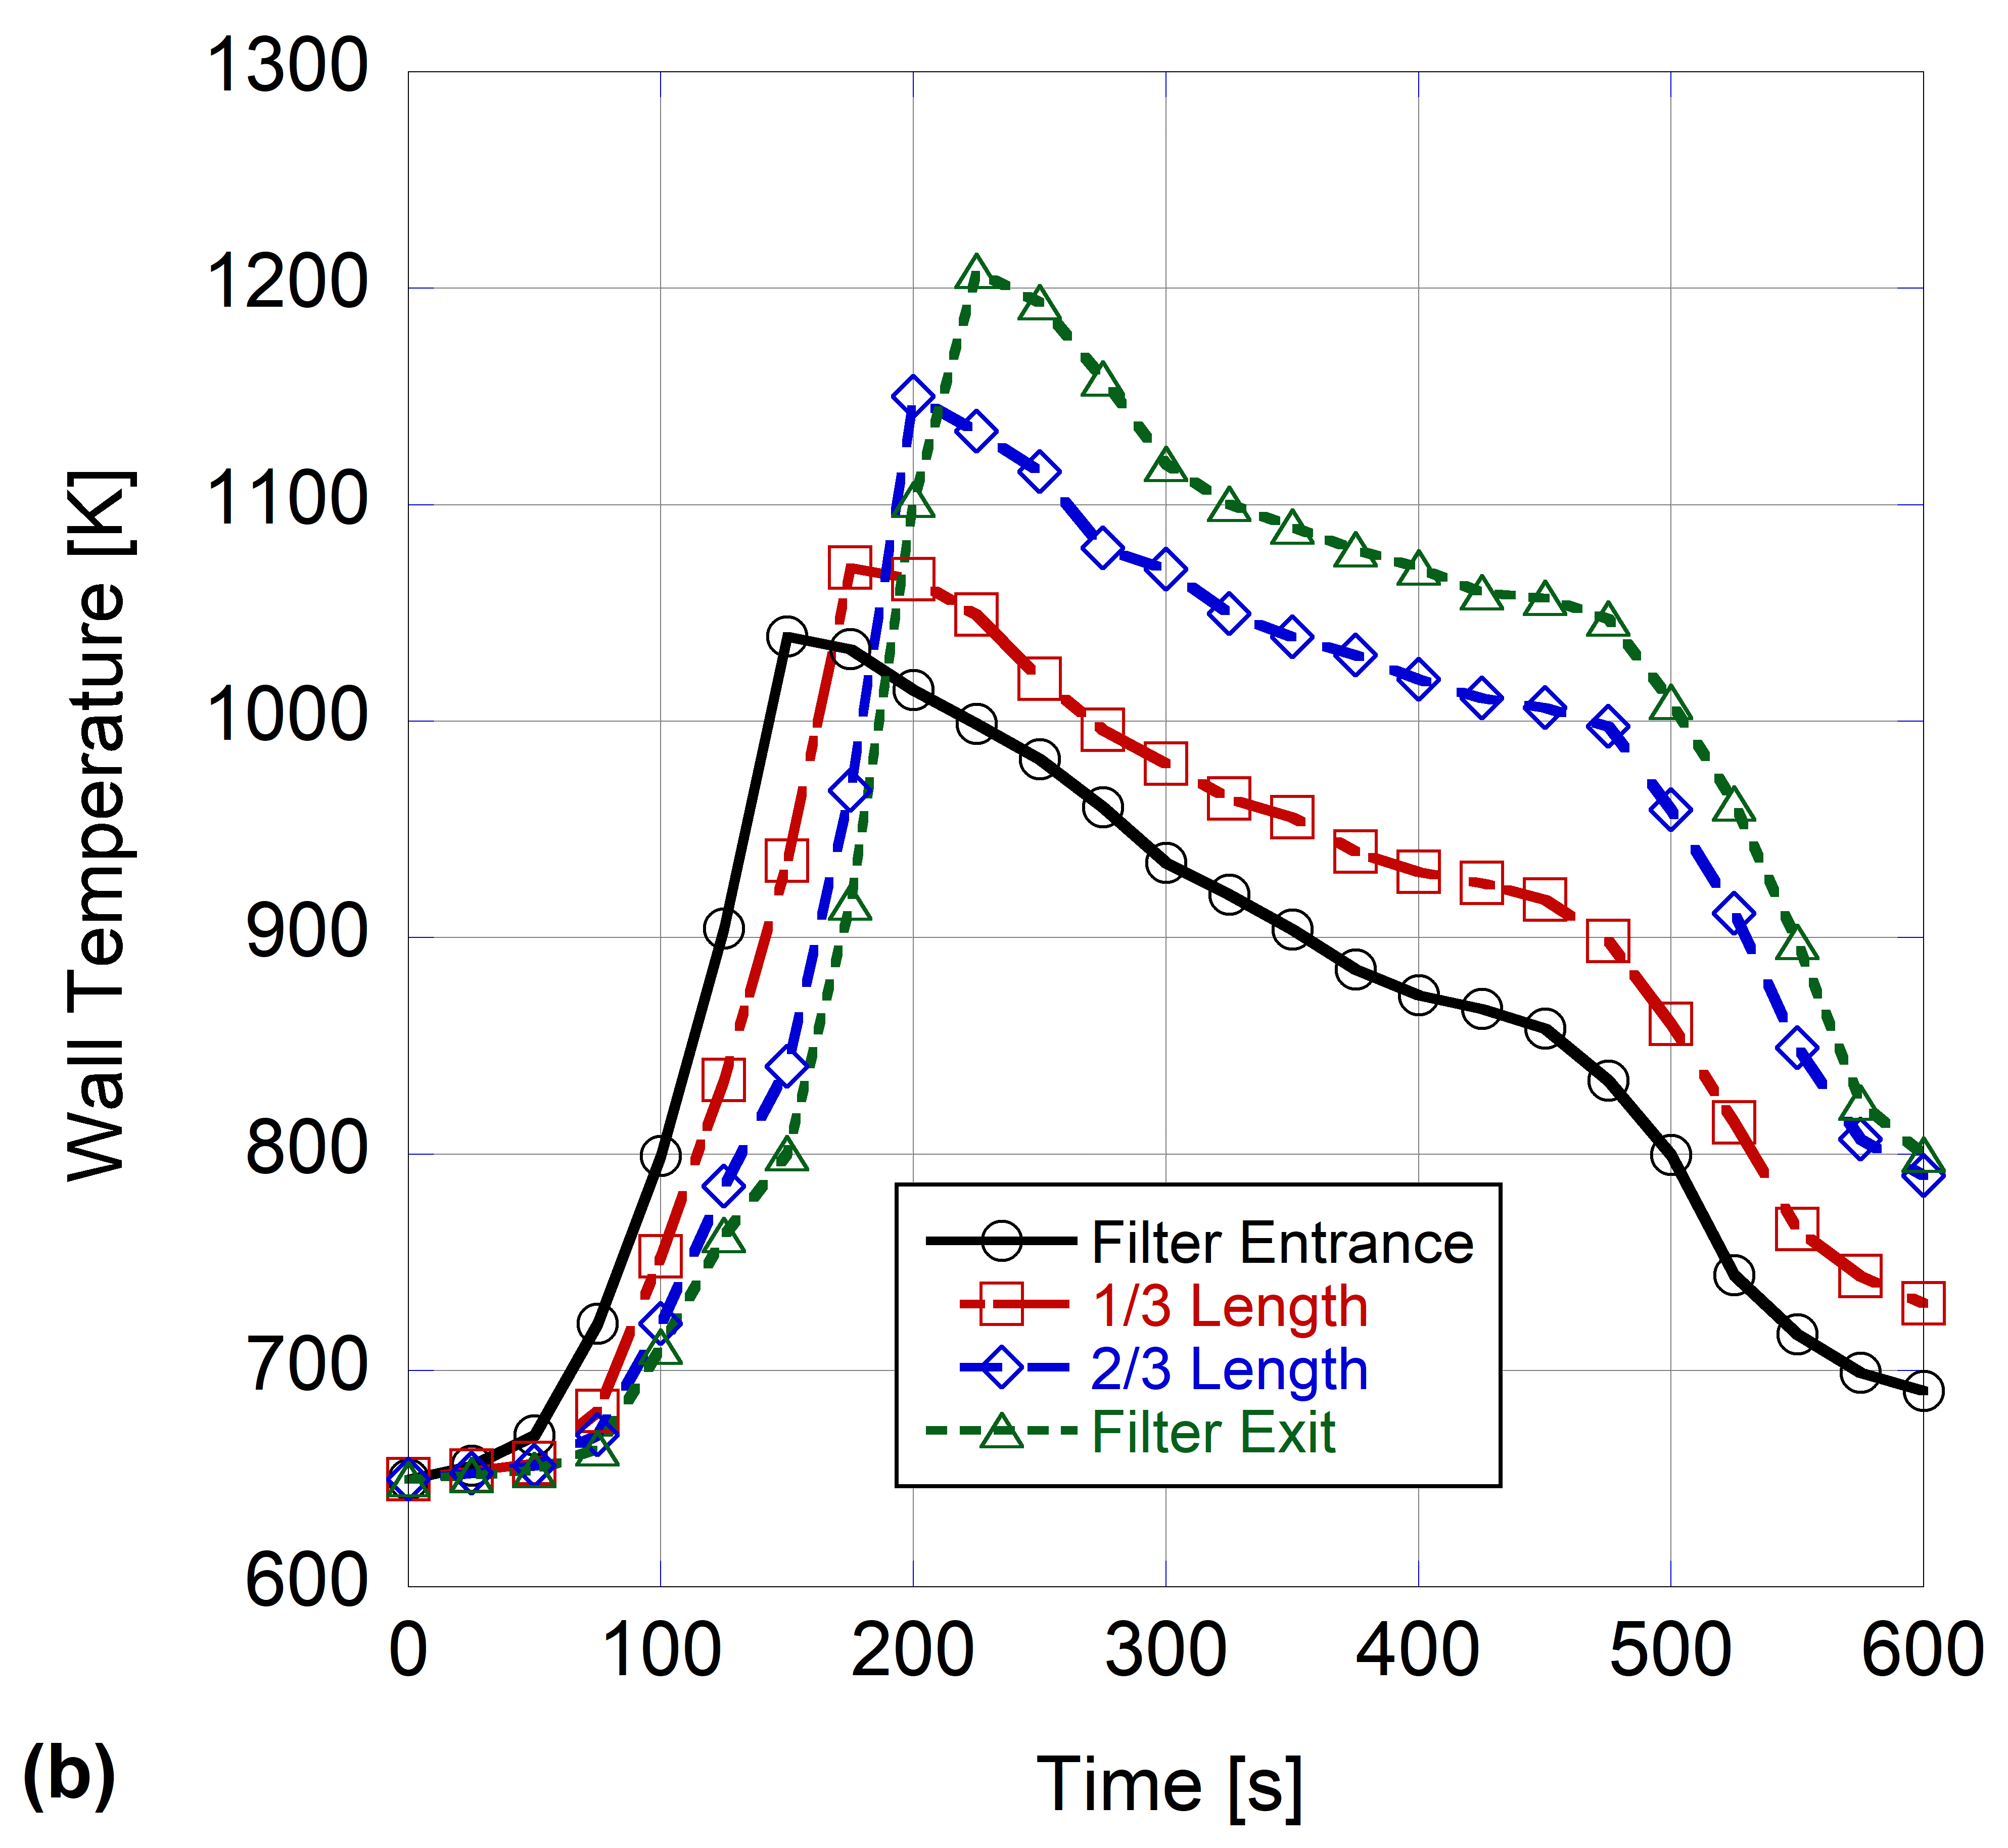 1300
1200
1100
1000
900
800
700
600
Wall Temperature [K]
Filter Entrance
1/3 Length
2/3 Length
Filter Exit
0 100 200 300 400 500 600
Time [s]
(b)